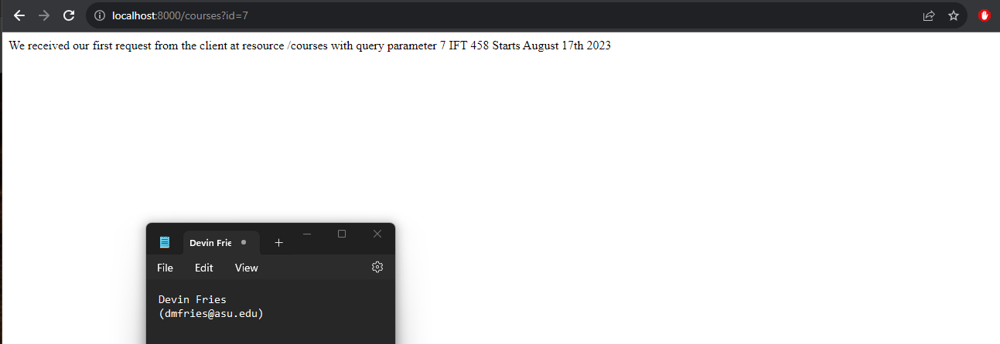 localhost:8000/courses?id=7
We received our first request from the client at resource /courses with query parameter 7 IFT 458 Starts August 17th 2023
Devin Frie
File Edit View
Devin Fries
(dmfries@asu.edu)